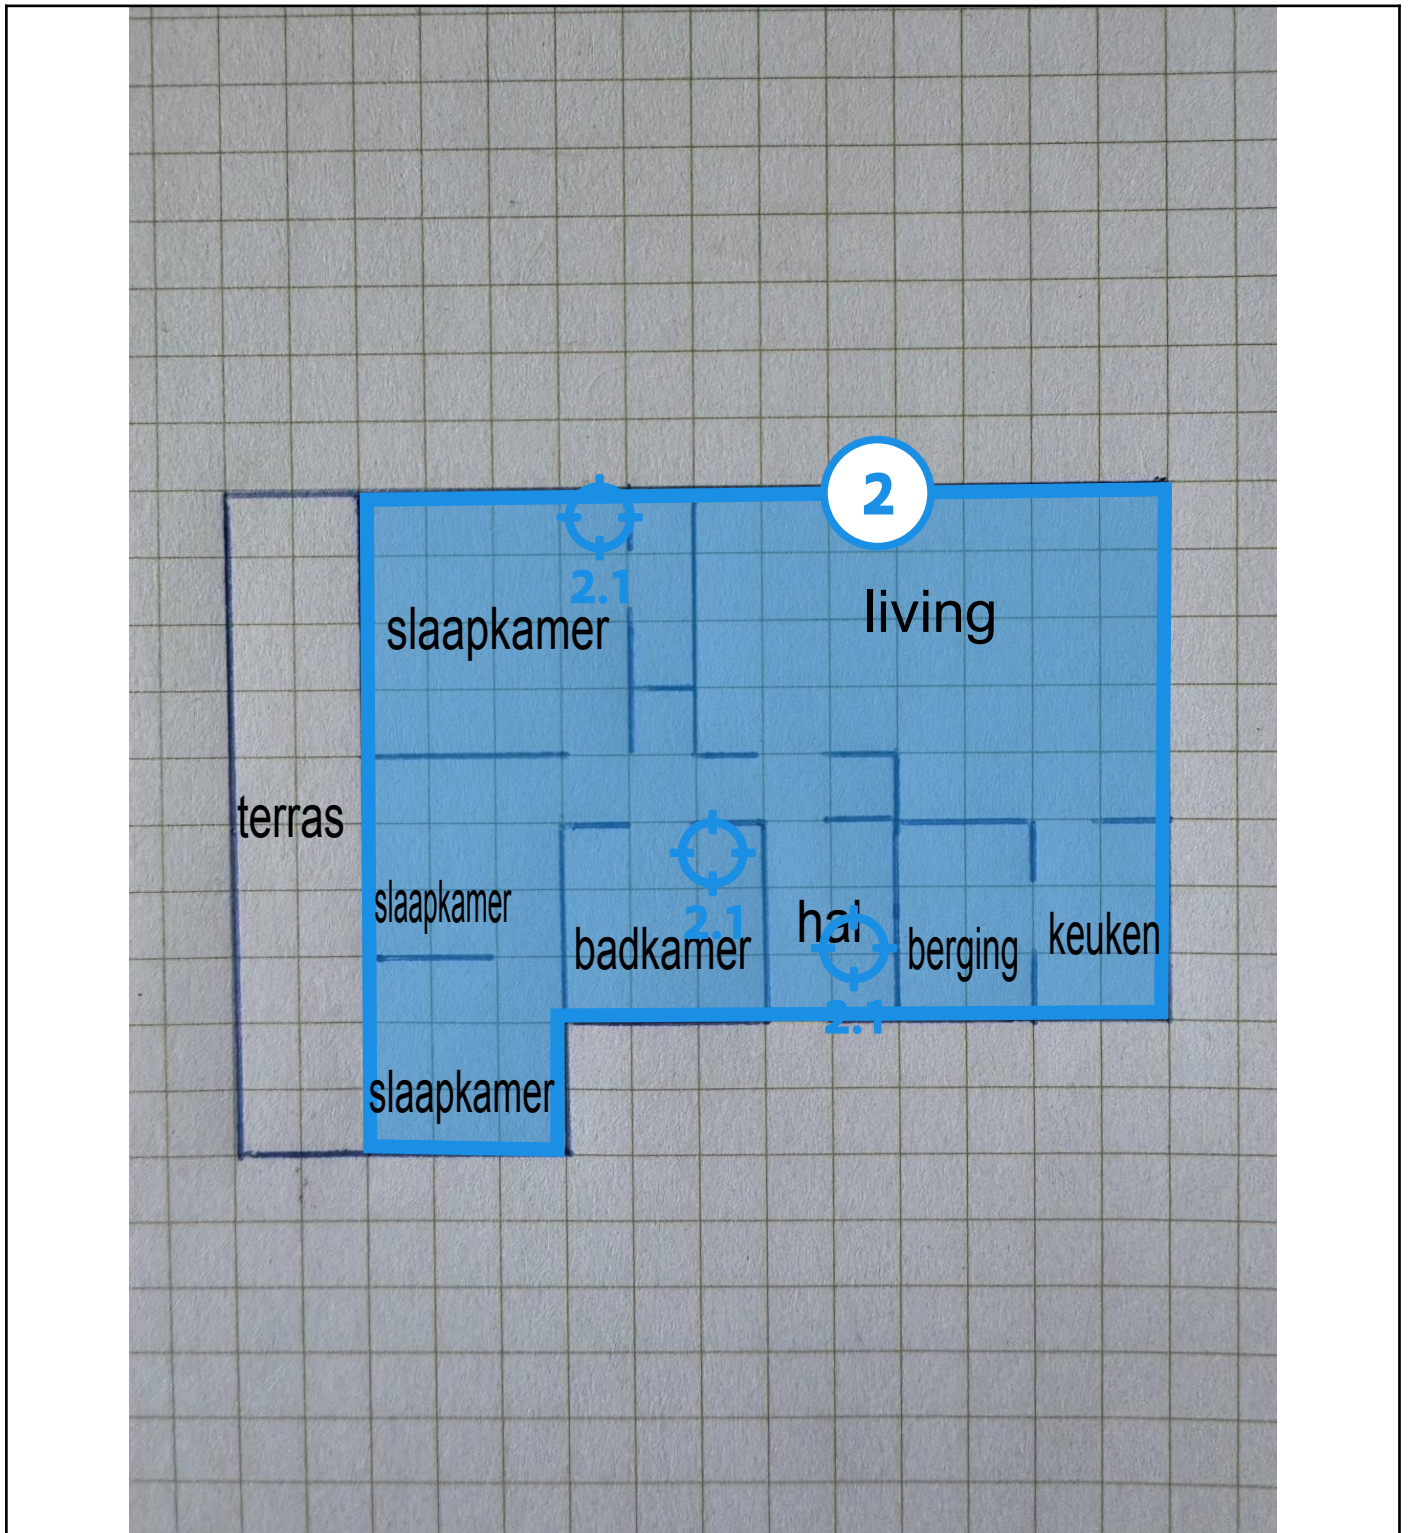 2
2.1
slaapkamer
living
terras
slaapkamer
2.1
badkamer
hal
berging
keuken
2.1
slaapkamer